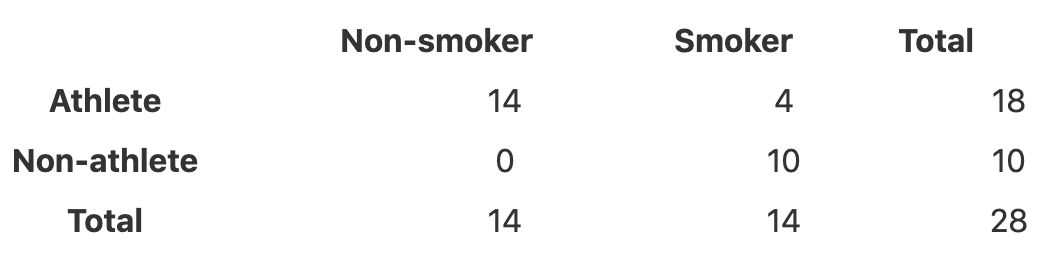 Non-smoker Smoker Total
Athlete 14 4 18
Non-athlete 0 10 10
Total 14 14 28